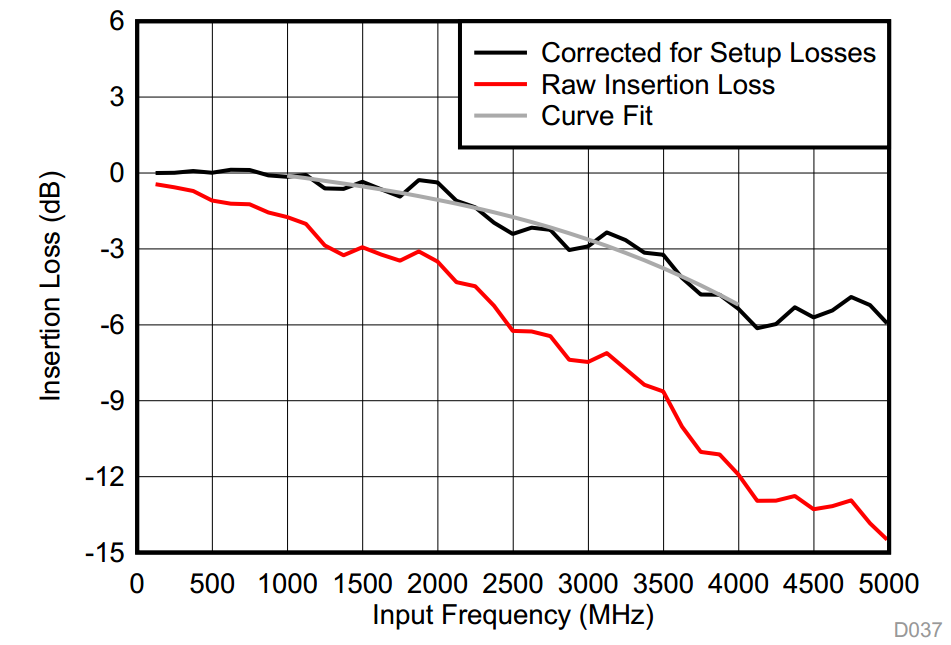 6
3
0
-3
-6
-9
-12
-15
Insertion Loss (dB)
Corrected for Setup Losses
Raw Insertion Loss
Curve Fit
0 500 1000 1500 2000 2500 3000 3500 4000 4500 5000
Input Frequency (MHz)
D037